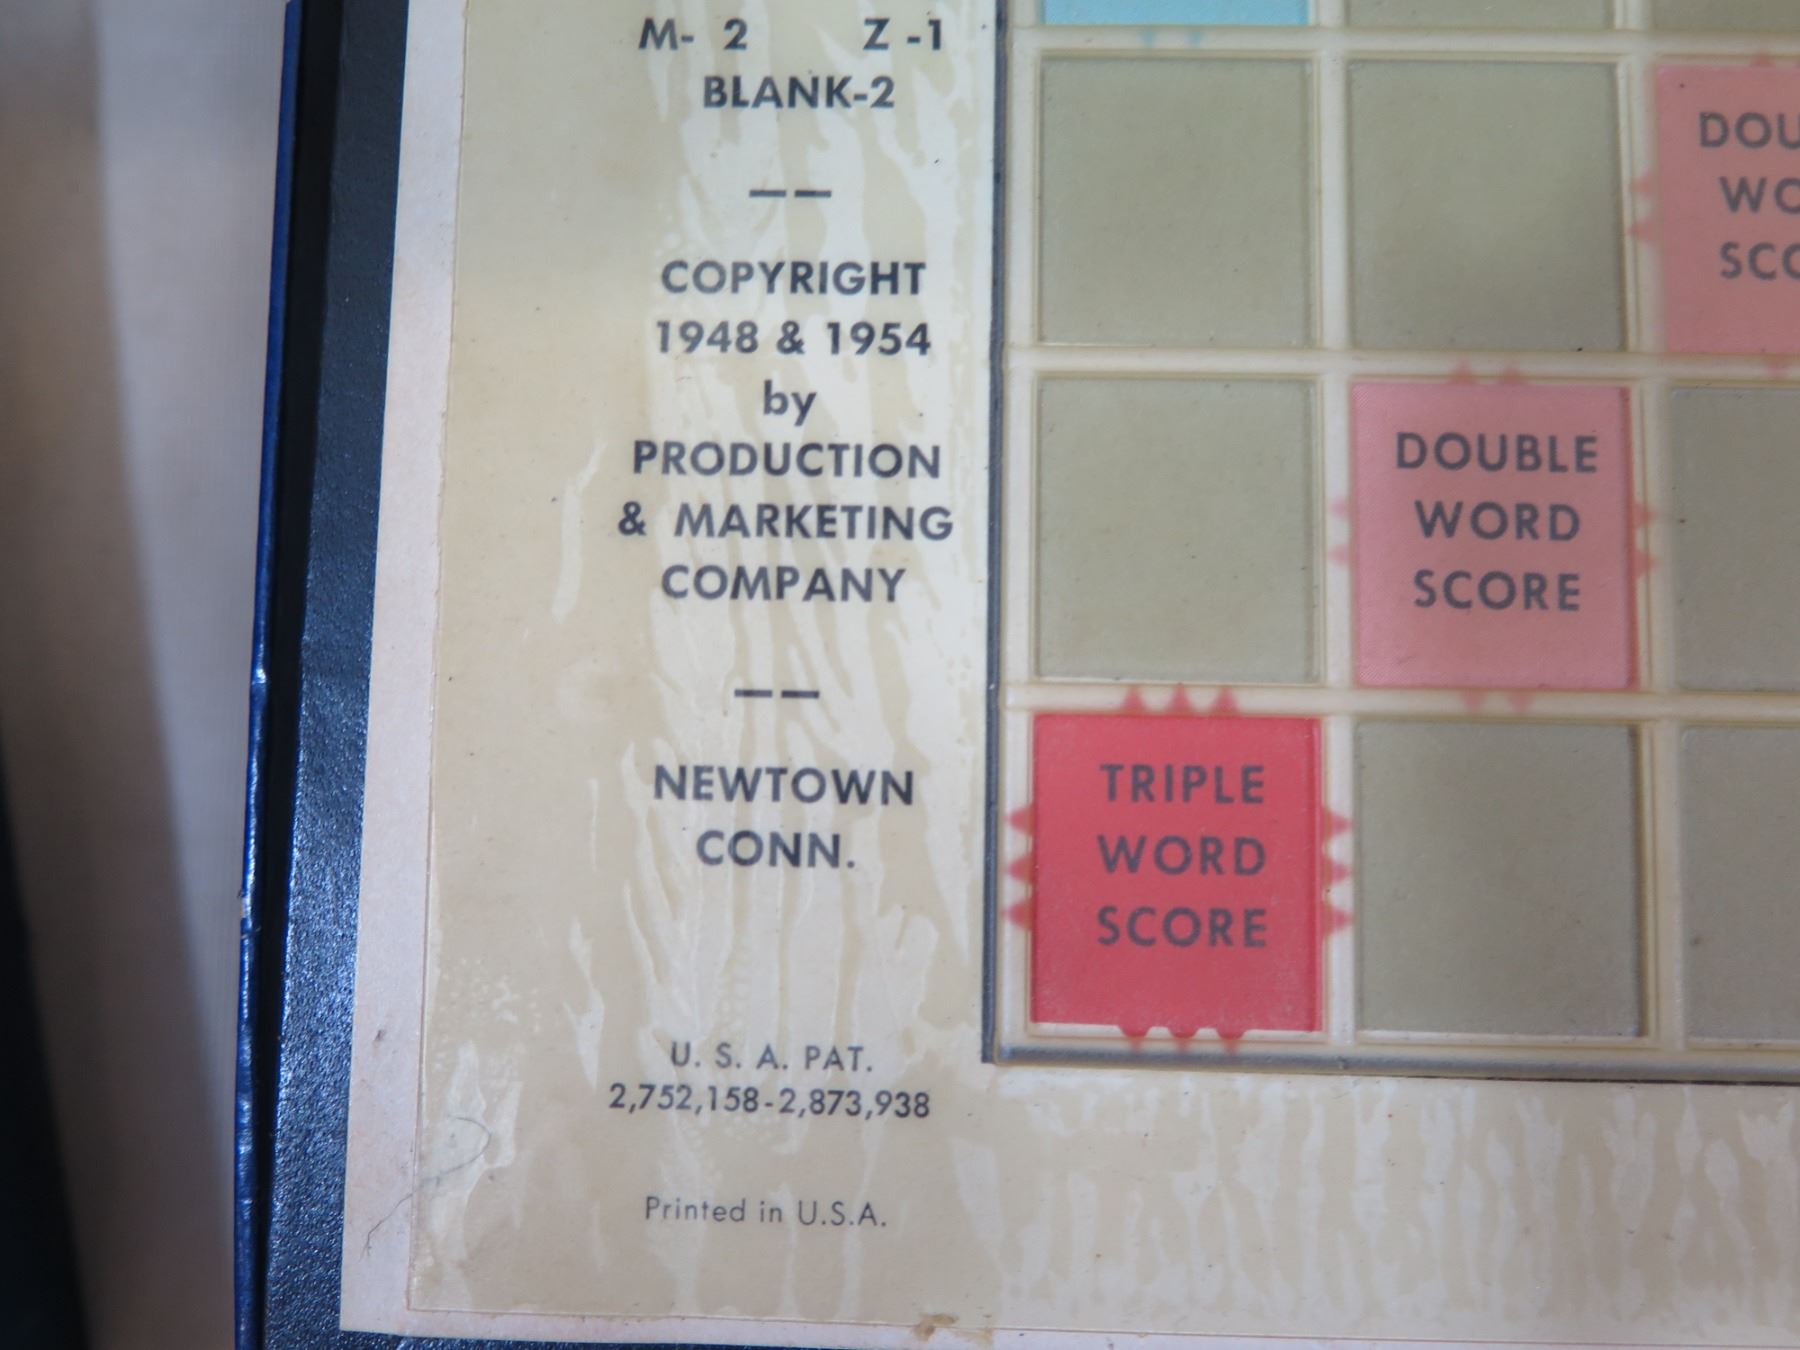 M- 2 Z -1
BLANK-2
COPYRIGHT
1948 & 1954
by
PRODUCTION
& MARKETING
COMPANY
NEWTOWN
CONN.
U. S. A. PAT.
2,752,158-2,873,938
Printed in U.S.A.
DOUBLE
WORD
SCORE
TRIPLE
WORD
SCORE